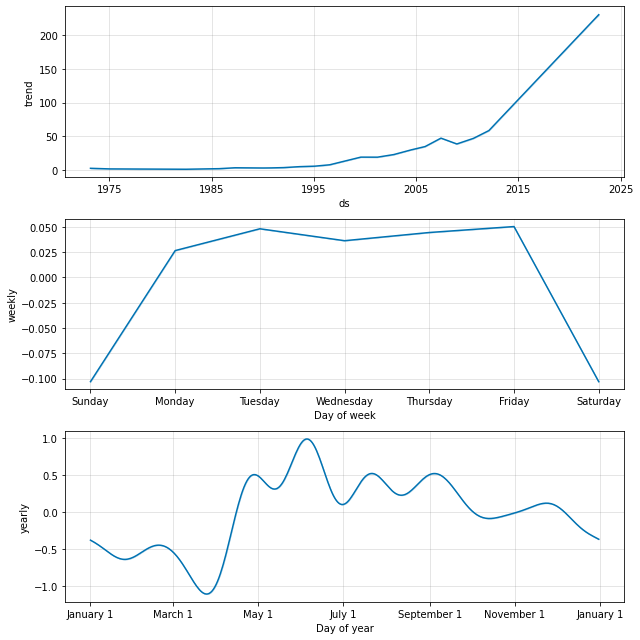 200
150
100
50
0
trend
1975 1985 1995 2005 2015 2025
ds
0.050
0.025
0.000
−0.025
−0.050
−0.075
−0.100
weekly
Sunday Monday Tuesday Wednesday Thursday Friday Saturday
Day of week
1.0
0.5
0.0
−0.5
−1.0
yearly
January 1 March 1 May 1 July 1 September 1 November 1 January 1
Day of year